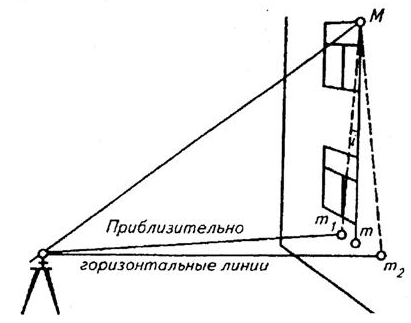 M
m₁
m
m₂
Приблизительно
горизонтальные линии